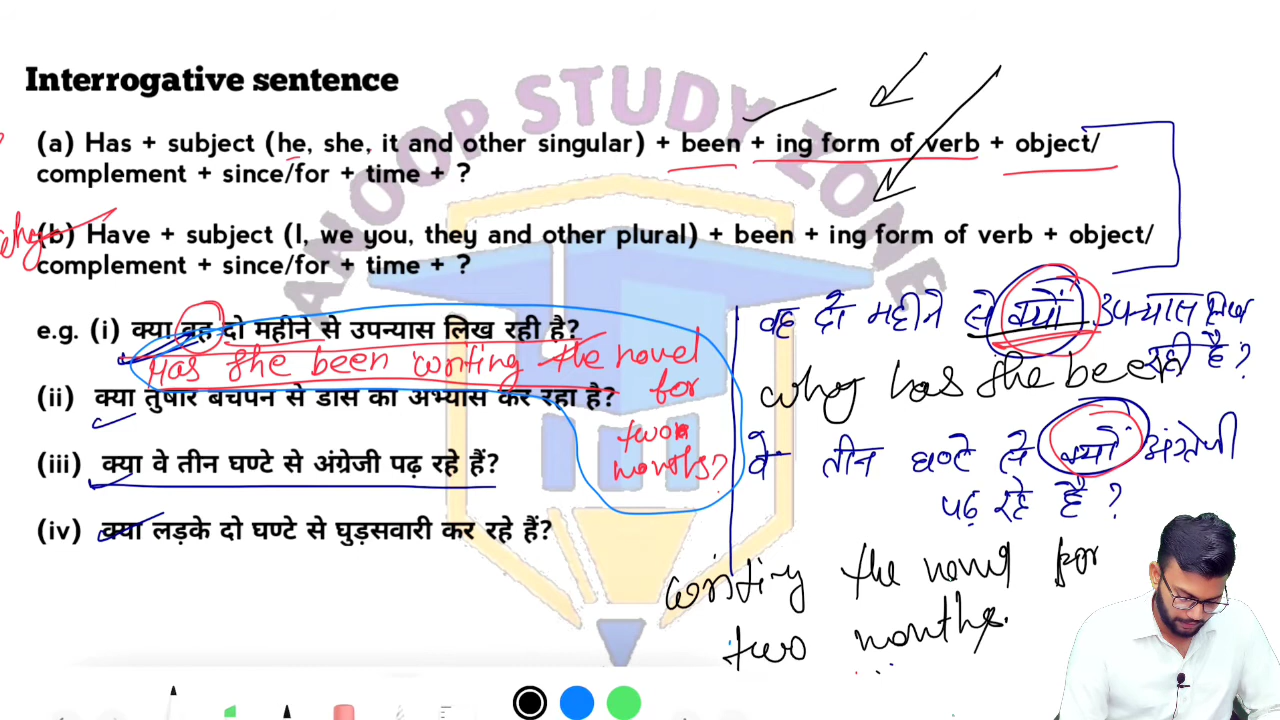 ANOOP STUDY ZONE
Interrogative sentence
(a) Has + subject (he, she, it and other singular) + been + ing form of verb + object/
complement + since/for + time + ?
why
(b) Have + subject (I, we you, they and other plural) + been + ing form of verb + object/
complement + since/for + time + ?
e.g. (i) क्या वह दो महीने से उपन्यास लिख रही है?
Has she been writing the novel
for
two
months?
(ii) क्या तुषार बचपन से डांस का अभ्यास कर रहा है?
(iii) क्या वे तीन घण्टे से अंग्रेजी पढ़ रहे हैं?
(iv) क्या लड़के दो घण्टे से घुड़सवारी कर रहे हैं?
वह दो महीने से क्यों उपन्यास लिख
रही है?
why has she been
वे तीन घण्टे से क्यों अंग्रेजी
पढ़ रहे हैं ?
writing the novel for
two months.